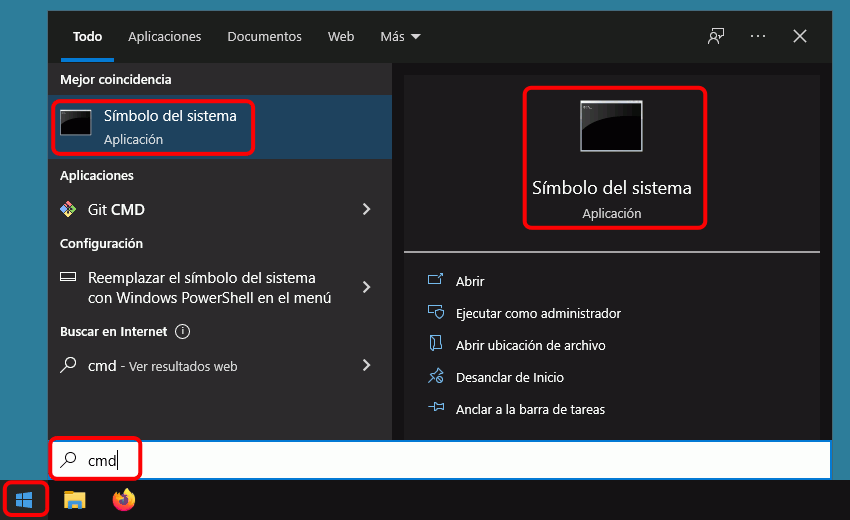 Todo
Aplicaciones
Documentos
Web
Más
Mejor coincidencia
Símbolo del sistema
Aplicación
Aplicaciones
Git CMD
Configuración
Reemplazar el símbolo del sistema
con Windows PowerShell en el menú
Buscar en Internet
cmd - Ver resultados web
Símbolo del sistema
Aplicación
Abrir
Ejecutar como administrador
Abrir ubicación de archivo
Desanclar de Inicio
Anclar a la barra de tareas
cmd